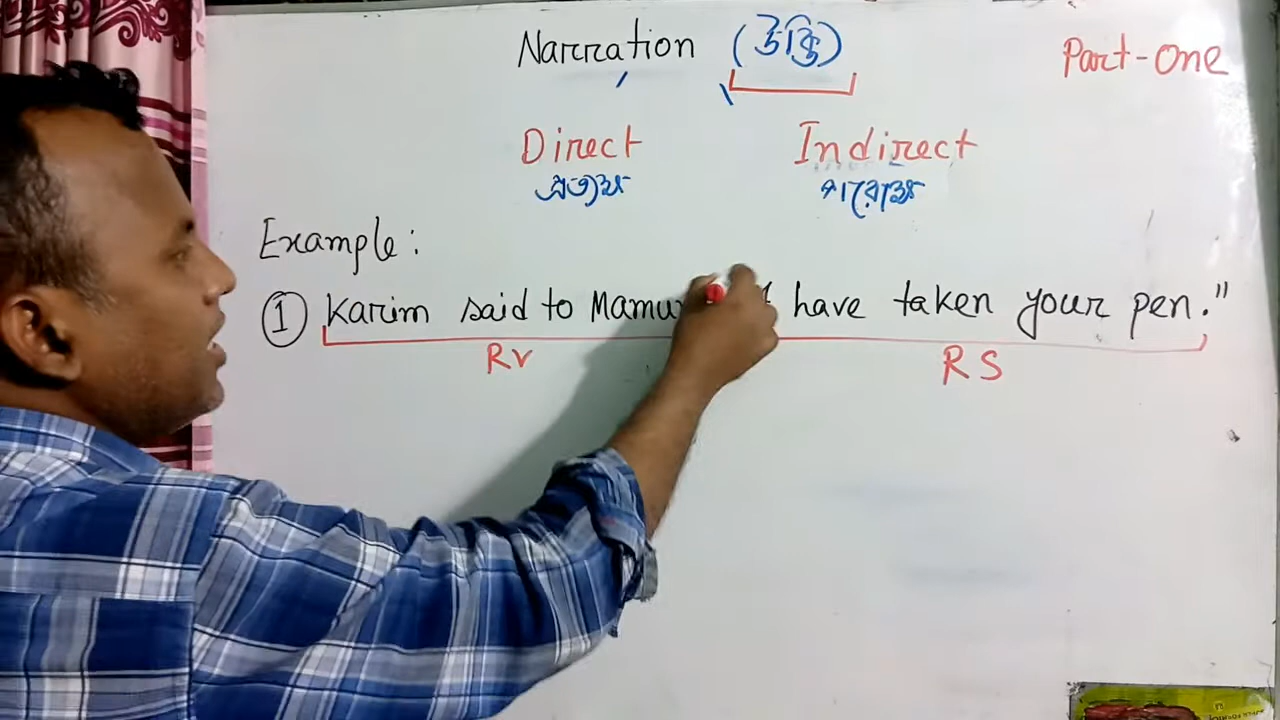 Narration (উক্তি)
Part-One
Direct Indirect
প্রত্যক্ষ পরোক্ষ
Example:
① Karim said to have taken your pen."
RV RS